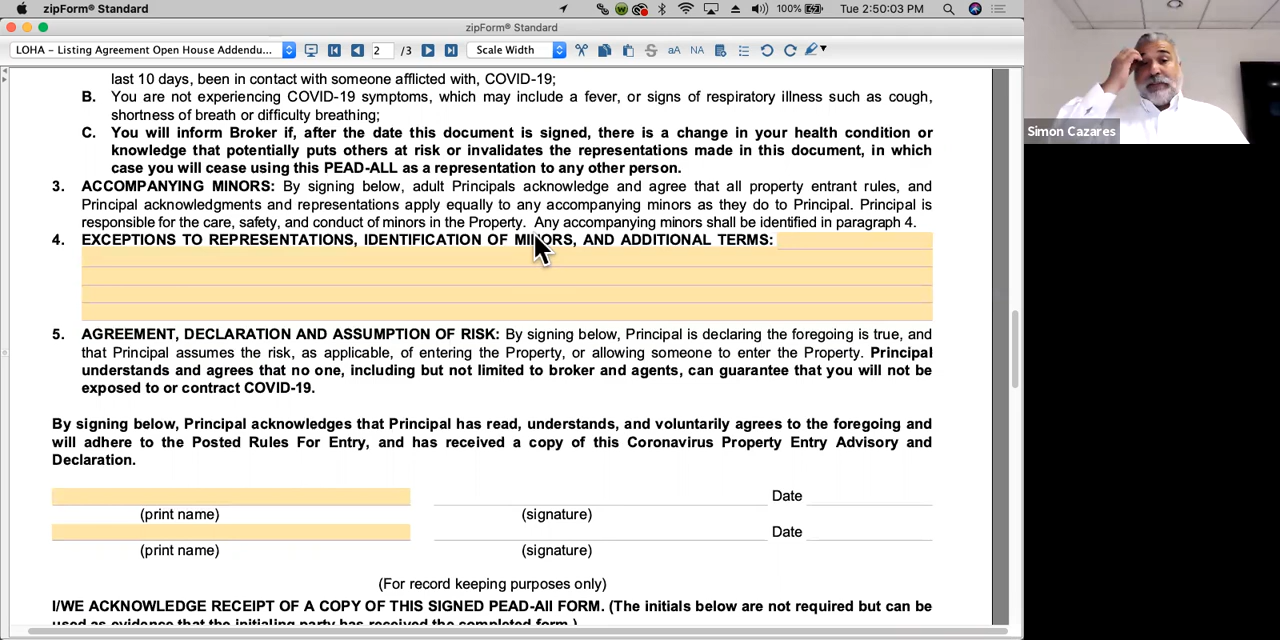 zipForm® Standard
100%
Tue 2:50:03 PM
zipForm® Standard
LOHA - Listing Agreement Open House Addendu...
2 /3
Scale Width
aA NA
last 10 days, been in contact with someone afflicted with, COVID-19;
B. You are not experiencing COVID-19 symptoms, which may include a fever, or signs of respiratory illness such as cough,
shortness of breath or difficulty breathing;
C. You will inform Broker if, after the date this document is signed, there is a change in your health condition or
knowledge that potentially puts others at risk or invalidates the representations made in this document, in which
case you will cease using this PEAD-ALL as a representation to any other person.
3. ACCOMPANYING MINORS: By signing below, adult Principals acknowledge and agree that all property entrant rules, and
Principal acknowledgments and representations apply equally to any accompanying minors as they do to Principal. Principal is
responsible for the care, safety, and conduct of minors in the Property. Any accompanying minors shall be identified in paragraph 4.
4. EXCEPTIONS TO REPRESENTATIONS, IDENTIFICATION OF MINORS, AND ADDITIONAL TERMS:
5. AGREEMENT, DECLARATION AND ASSUMPTION OF RISK: By signing below, Principal is declaring the foregoing is true, and
that Principal assumes the risk, as applicable, of entering the Property, or allowing someone to enter the Property. Principal
understands and agrees that no one, including but not limited to broker and agents, can guarantee that you will not be
exposed to or contract COVID-19.
By signing below, Principal acknowledges that Principal has read, understands, and voluntarily agrees to the foregoing and
will adhere to the Posted Rules For Entry, and has received a copy of this Coronavirus Property Entry Advisory and
Declaration.
Date
(print name) (signature)
Date
(print name) (signature)
(For record keeping purposes only)
I/WE ACKNOWLEDGE RECEIPT OF A COPY OF THIS SIGNED PEAD-All FORM. (The initials below are not required but can be
used as evidence that the initialing party has received the completed form.)
Simon Cazares